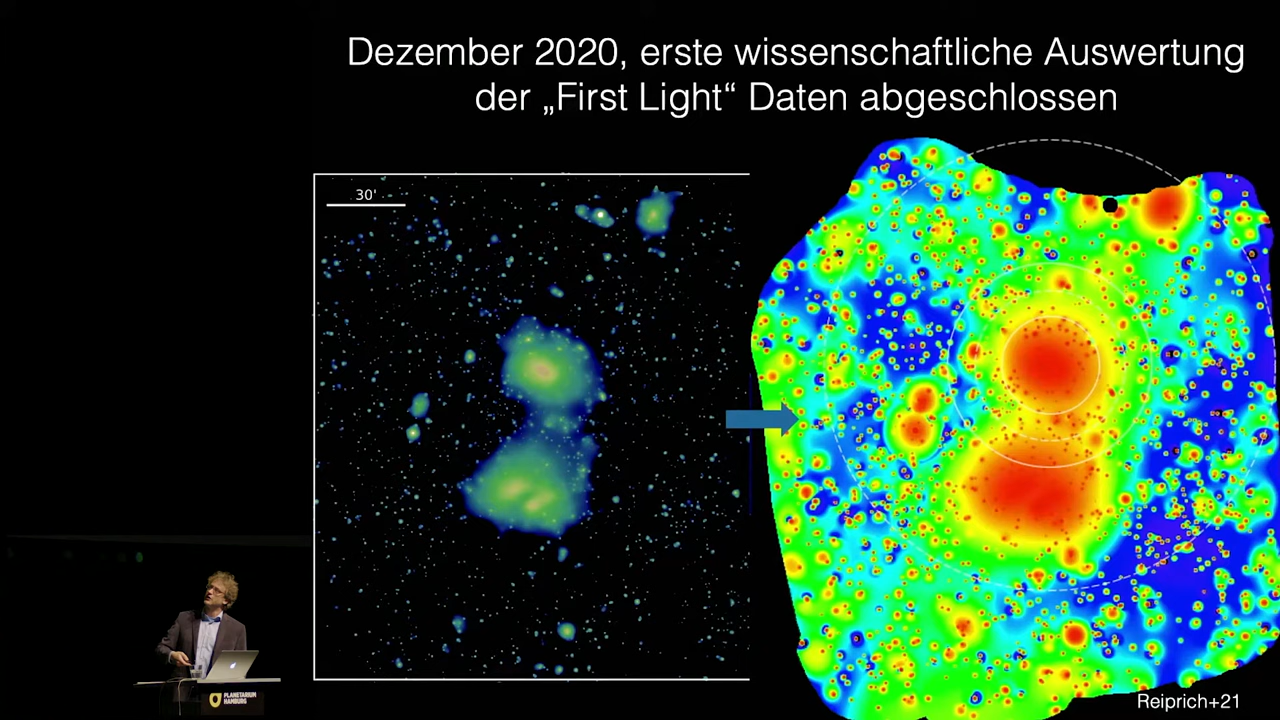 Dezember 2020, erste wissenschaftliche Auswertung
der „First Light“ Daten abgeschlossen
30'
Reiprich+21
PLANETARIUM
HAMBURG